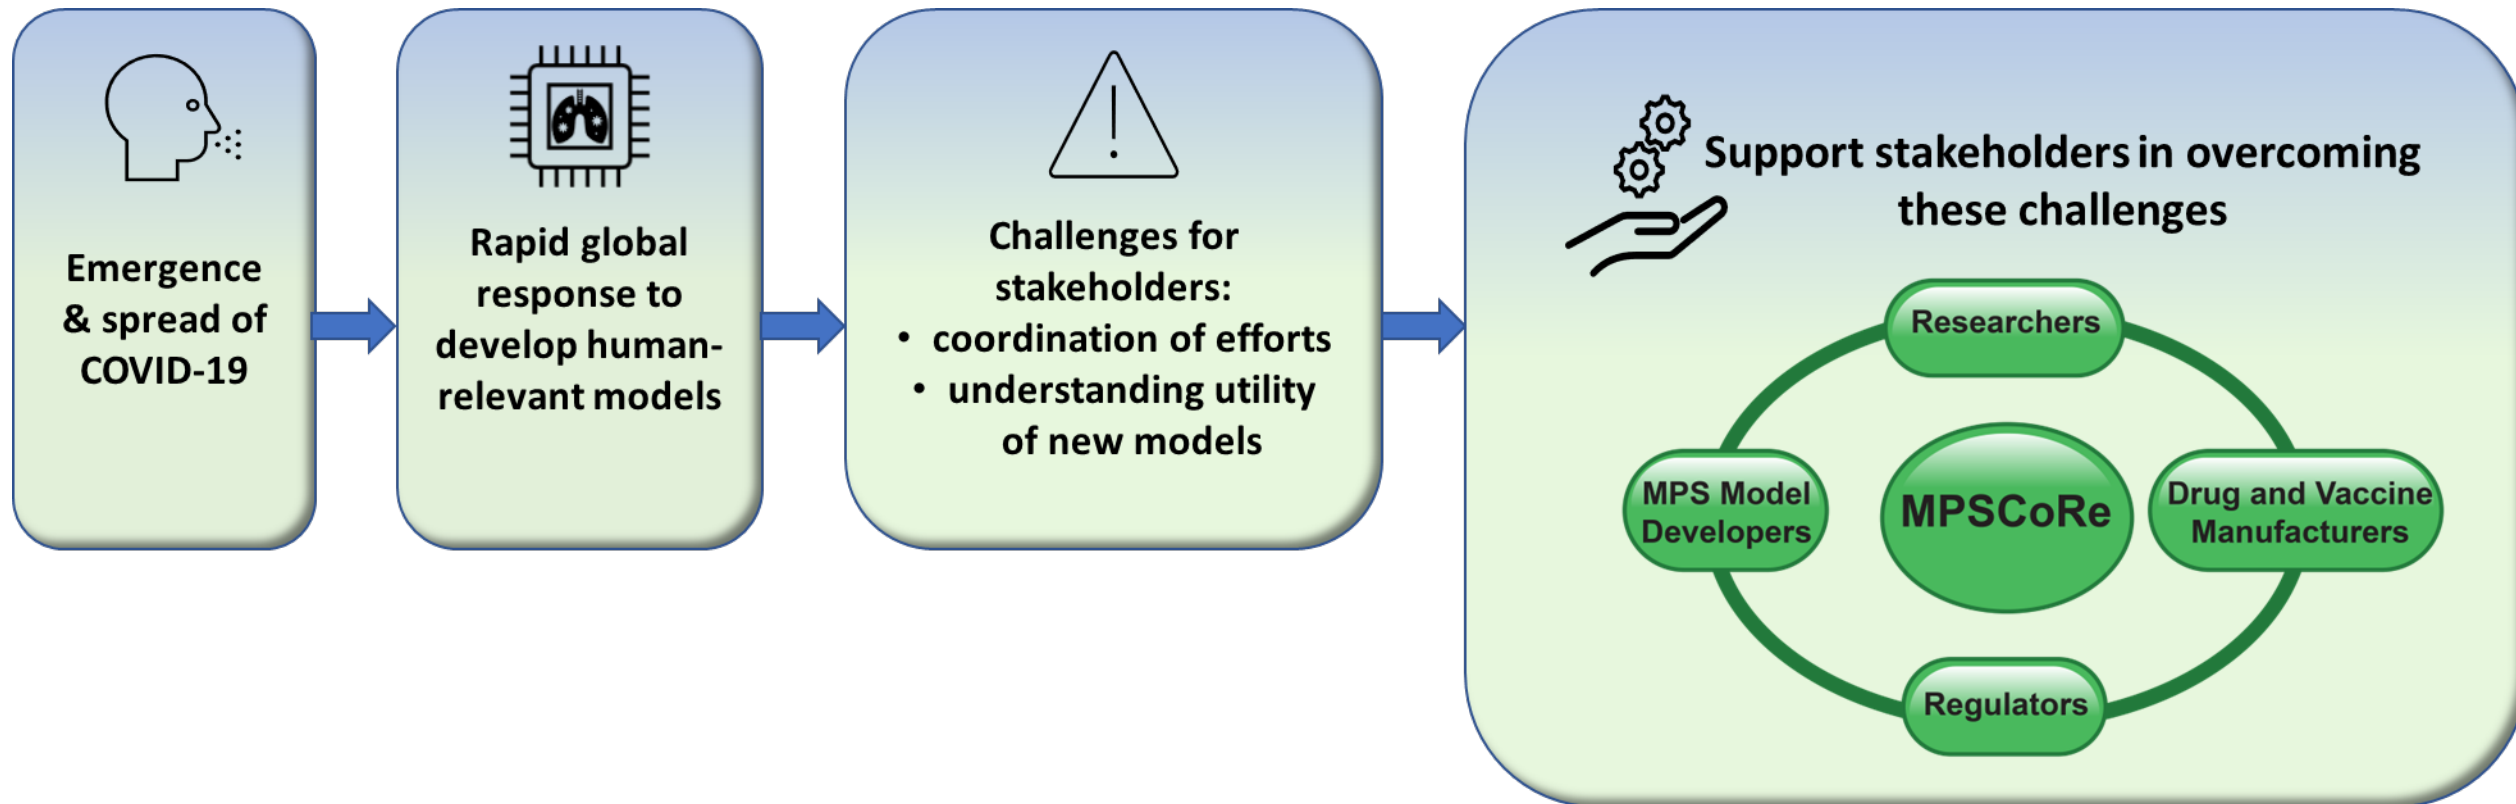 Emergence
& spread of
COVID-19
Rapid global
response to
develop human-
relevant models
Challenges for
stakeholders:
• coordination of efforts
• understanding utility
of new models
Support stakeholders in overcoming
these challenges
Researchers
MPS Model
Developers
MPSCoRe
Drug and Vaccine
Manufacturers
Regulators